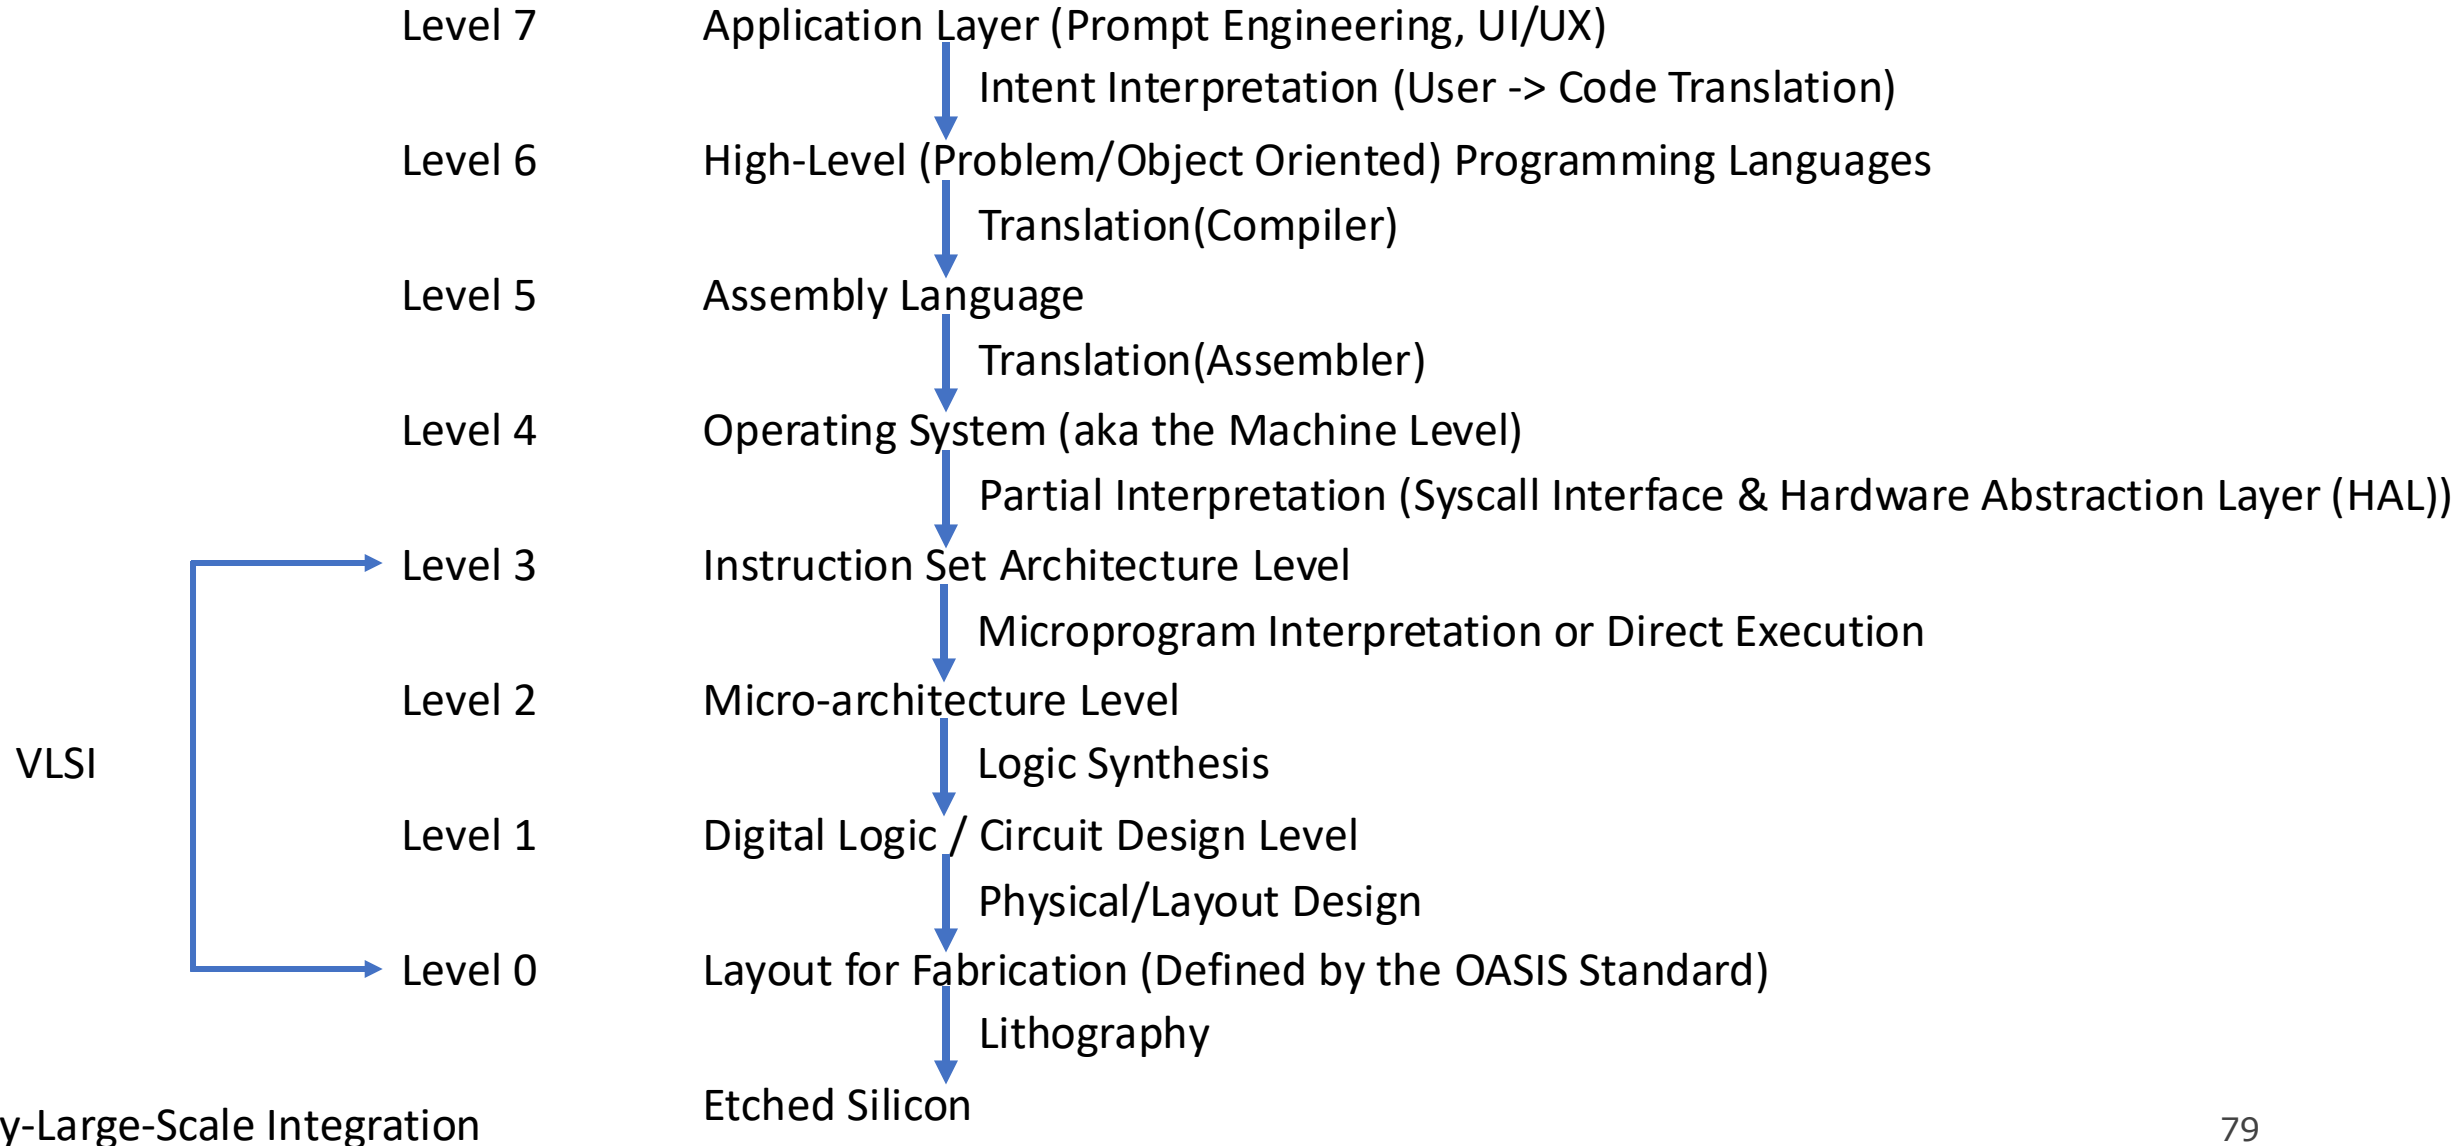 Level 7 Application Layer (Prompt Engineering, UI/UX)
Intent Interpretation (User -> Code Translation)
Level 6 High-Level (Problem/Object Oriented) Programming Languages
Translation(Compiler)
Level 5 Assembly Language
Translation(Assembler)
Level 4 Operating System (aka the Machine Level)
Partial Interpretation (Syscall Interface & Hardware Abstraction Layer (HAL))
Level 3 Instruction Set Architecture Level
Microprogram Interpretation or Direct Execution
Level 2 Micro-architecture Level
VLSI Logic Synthesis
Level 1 Digital Logic / Circuit Design Level
Physical/Layout Design
Level 0 Layout for Fabrication (Defined by the OASIS Standard)
Lithography
Etched Silicon
y-Large-Scale Integration
79